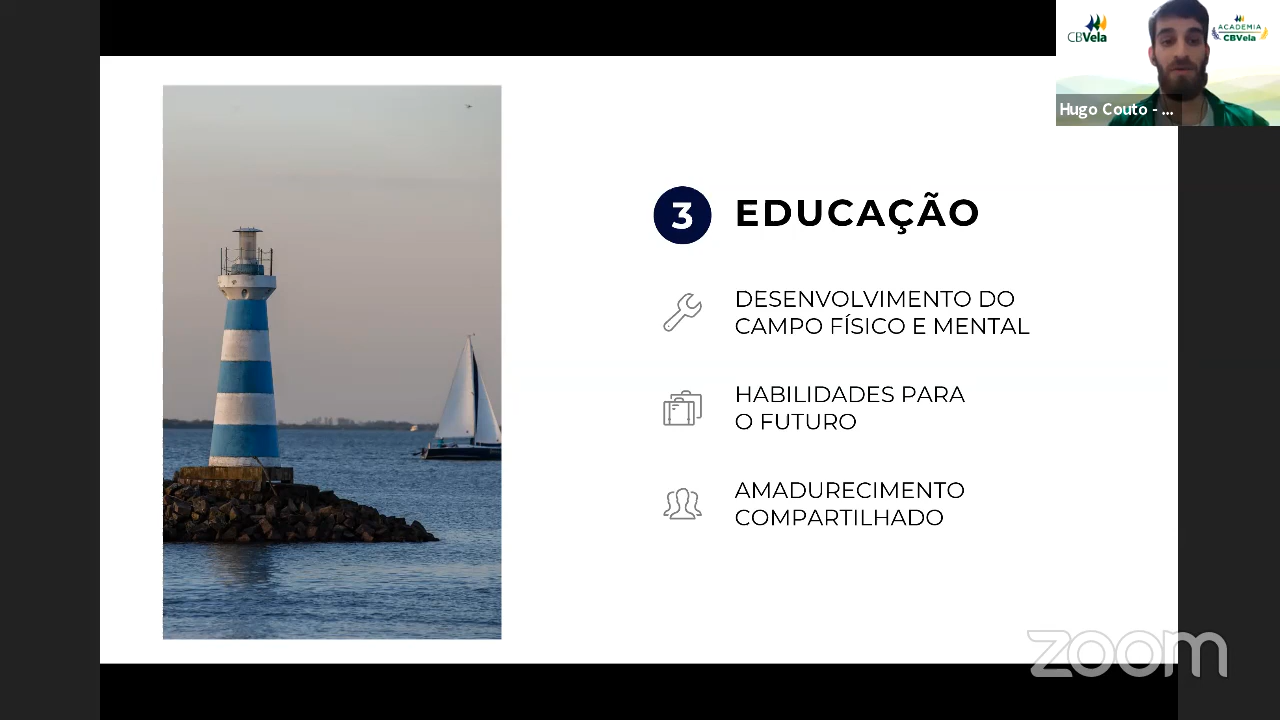 CBVela
ACADEMIA
CBVela
Hugo Couto - ...
3
EDUCAÇÃO
DESENVOLVIMENTO DO
CAMPO FÍSICO E MENTAL
HABILIDADES PARA
O FUTURO
AMADURECIMENTO
COMPARTILHADO
zoom